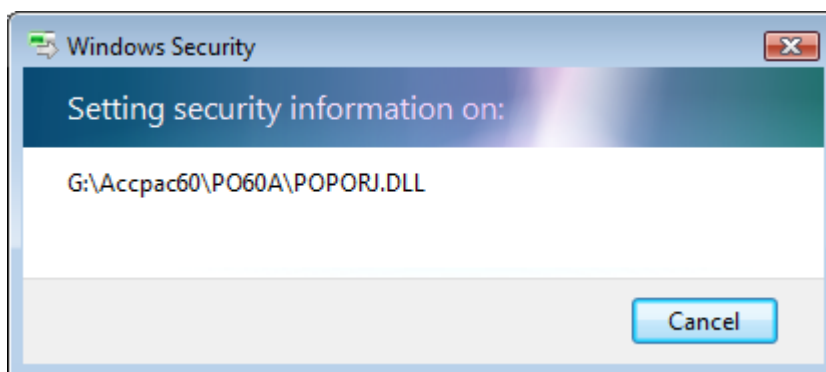 Windows Security
Setting security information on:
G:\Accpac60\PO60A\POPORJ.DLL
Cancel